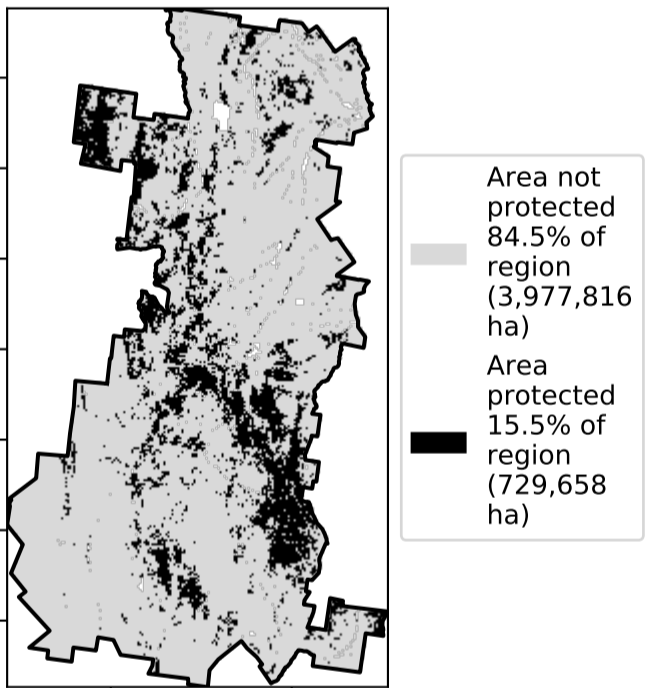 Area not
protected
84.5% of
region
(3,977,816
ha)
Area
protected
15.5% of
region
(729,658
ha)